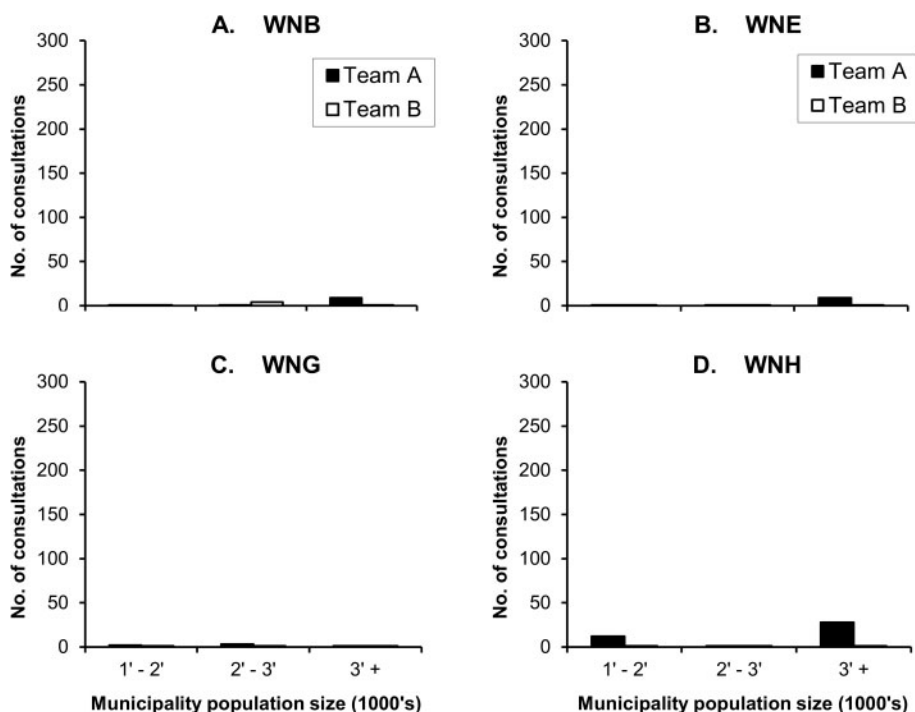 A. WNB
300
250
200
150
100
50
0
No. of consultations
Team A
Team B
B. WNE
300
250
200
150
100
50
0
No. of consultations
Team A
Team B
C. WNG
300
250
200
150
100
50
0
No. of consultations
1' - 2' 2' - 3' 3' +
Municipality population size (1000's)
D. WNH
300
250
200
150
100
50
0
No. of consultations
1' - 2' 2' - 3' 3' +
Municipality population size (1000's)